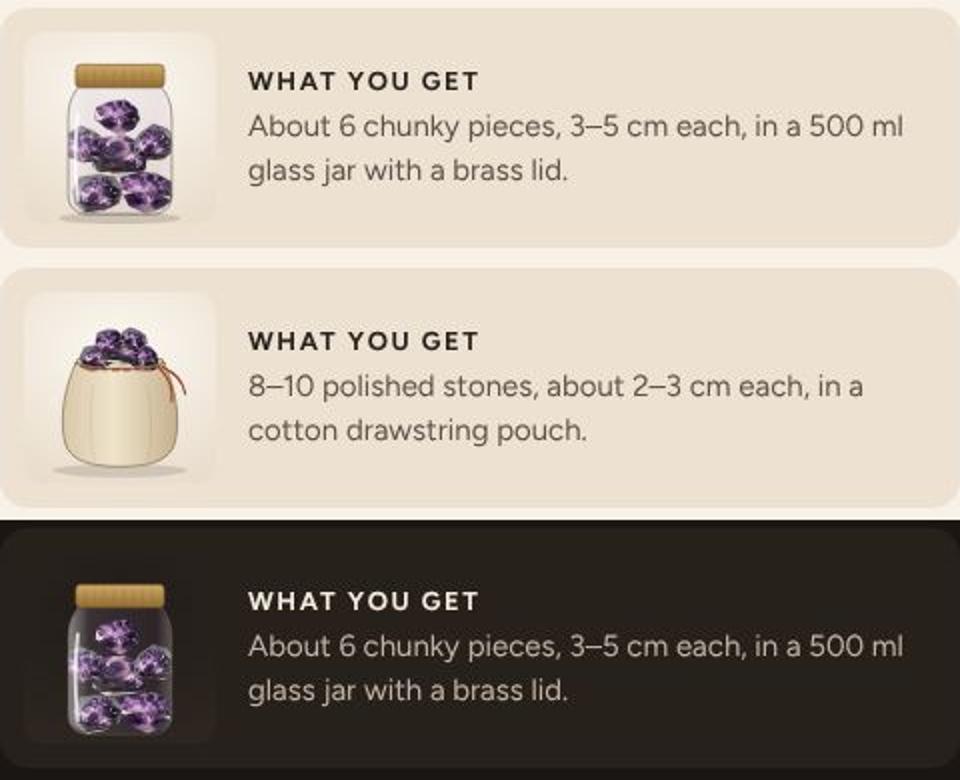 WHAT YOU GET
About 6 chunky pieces, 3–5 cm each, in a 500 ml
glass jar with a brass lid.
WHAT YOU GET
8–10 polished stones, about 2–3 cm each, in a
cotton drawstring pouch.
WHAT YOU GET
About 6 chunky pieces, 3–5 cm each, in a 500 ml
glass jar with a brass lid.